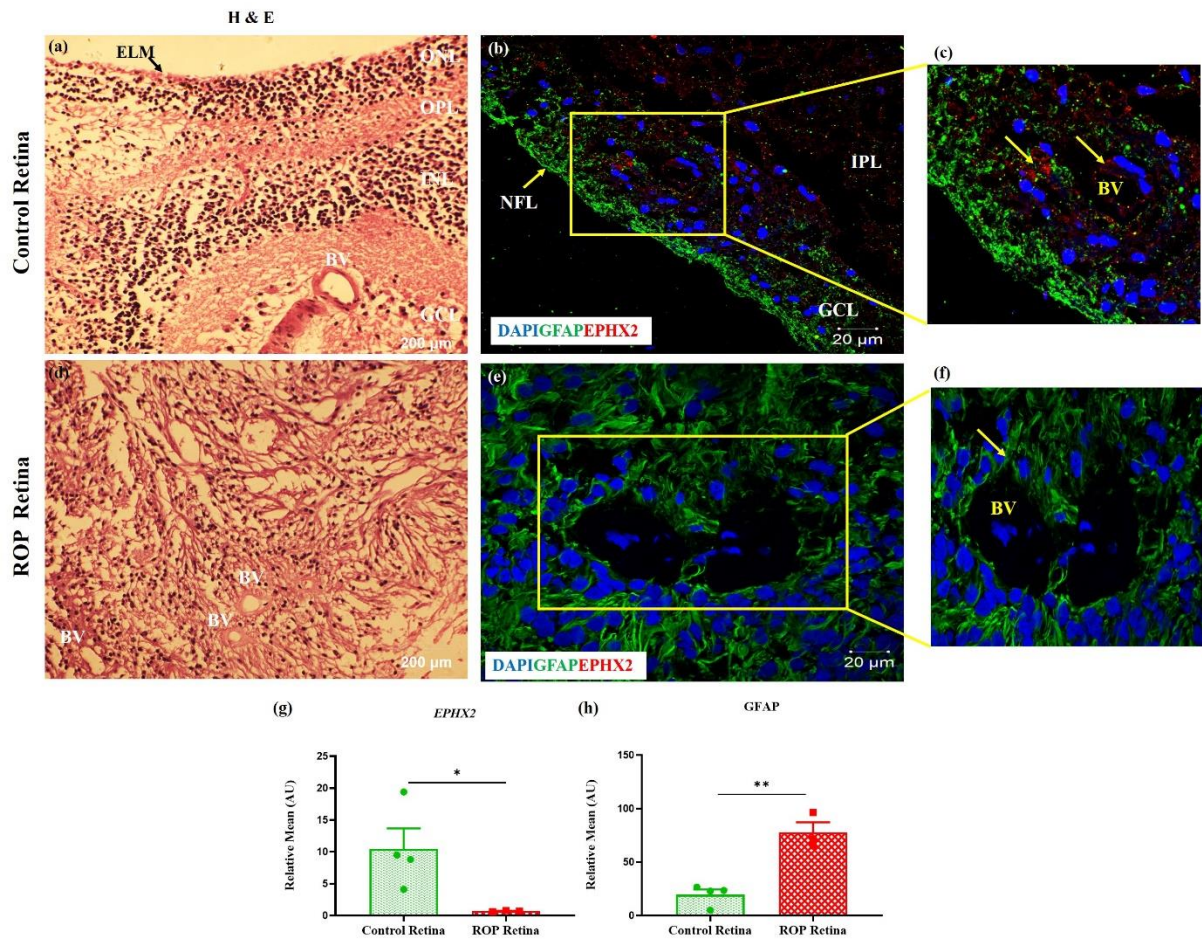 H & E
Control Retina
(a)
ELM
ONL
OPL
INL
BV
GCL
200 µm
(b)
IPL
NFL
GCL
DAPIGFAPEPHX2
20 µm
(c)
BV
ROP Retina
(d)
BV
BV
BV
200 µm
(e)
DAPIGFAPEPHX2
20 µm
(f)
BV
(g)
EPHX2
Relative Mean (AU)
25
20
15
10
5
0
*
Control Retina
ROP Retina
(h)
GFAP
Relative Mean (AU)
150
100
50
0
**
Control Retina
ROP Retina